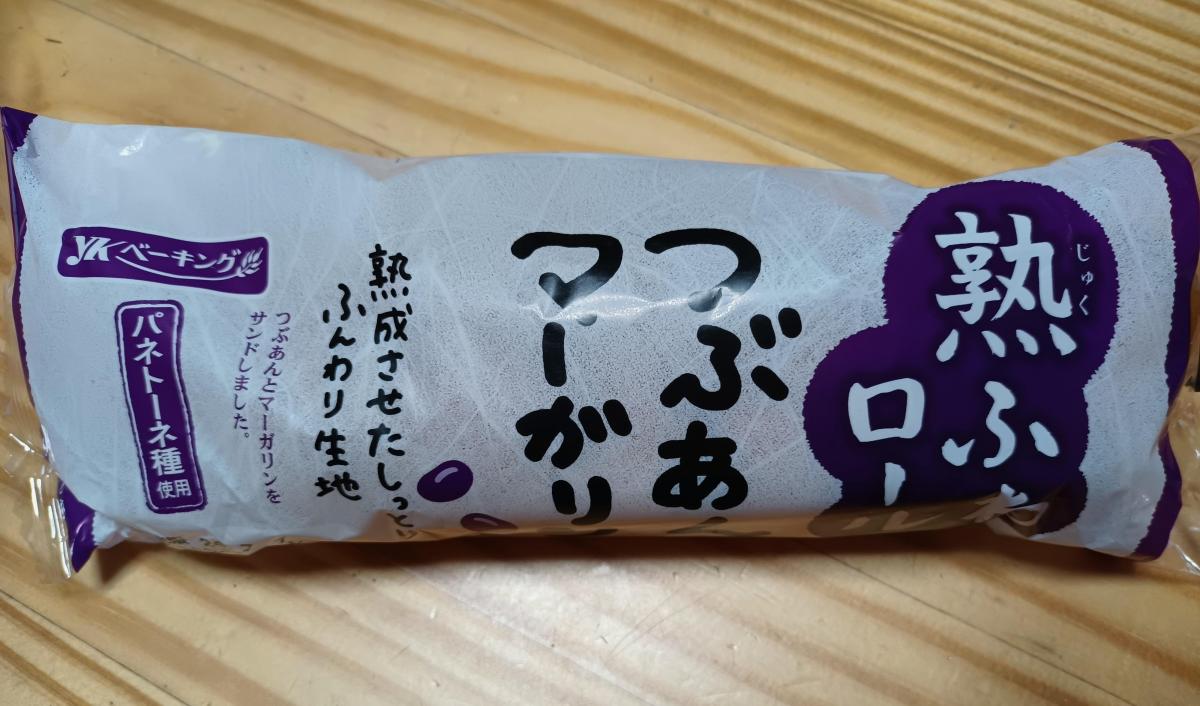 熟ふわ
じゅく
ロール
つぶあん
マーガリン
熟成させたしっとり
ふんわり生地
つぶあんとマーガリンを
サンドしました。
YKベーキング
パネトーネ種
使用